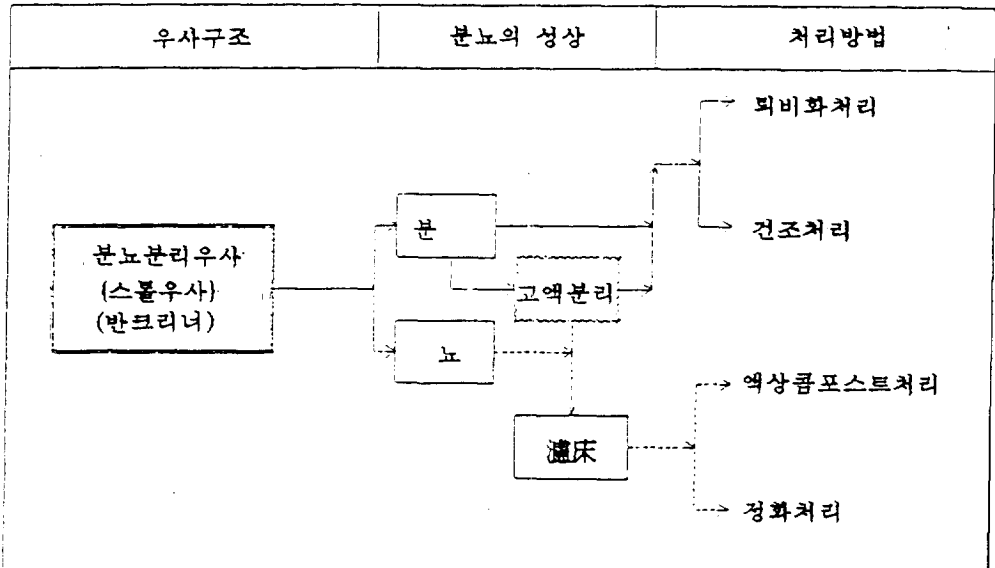 우사구조 분뇨의 성상 처리방법
퇴비화처리
분
건조처리
분뇨분리우사
(스톨우사)
(반크리너)
고액분리
뇨
액상콤포스트처리
濾床
정화처리